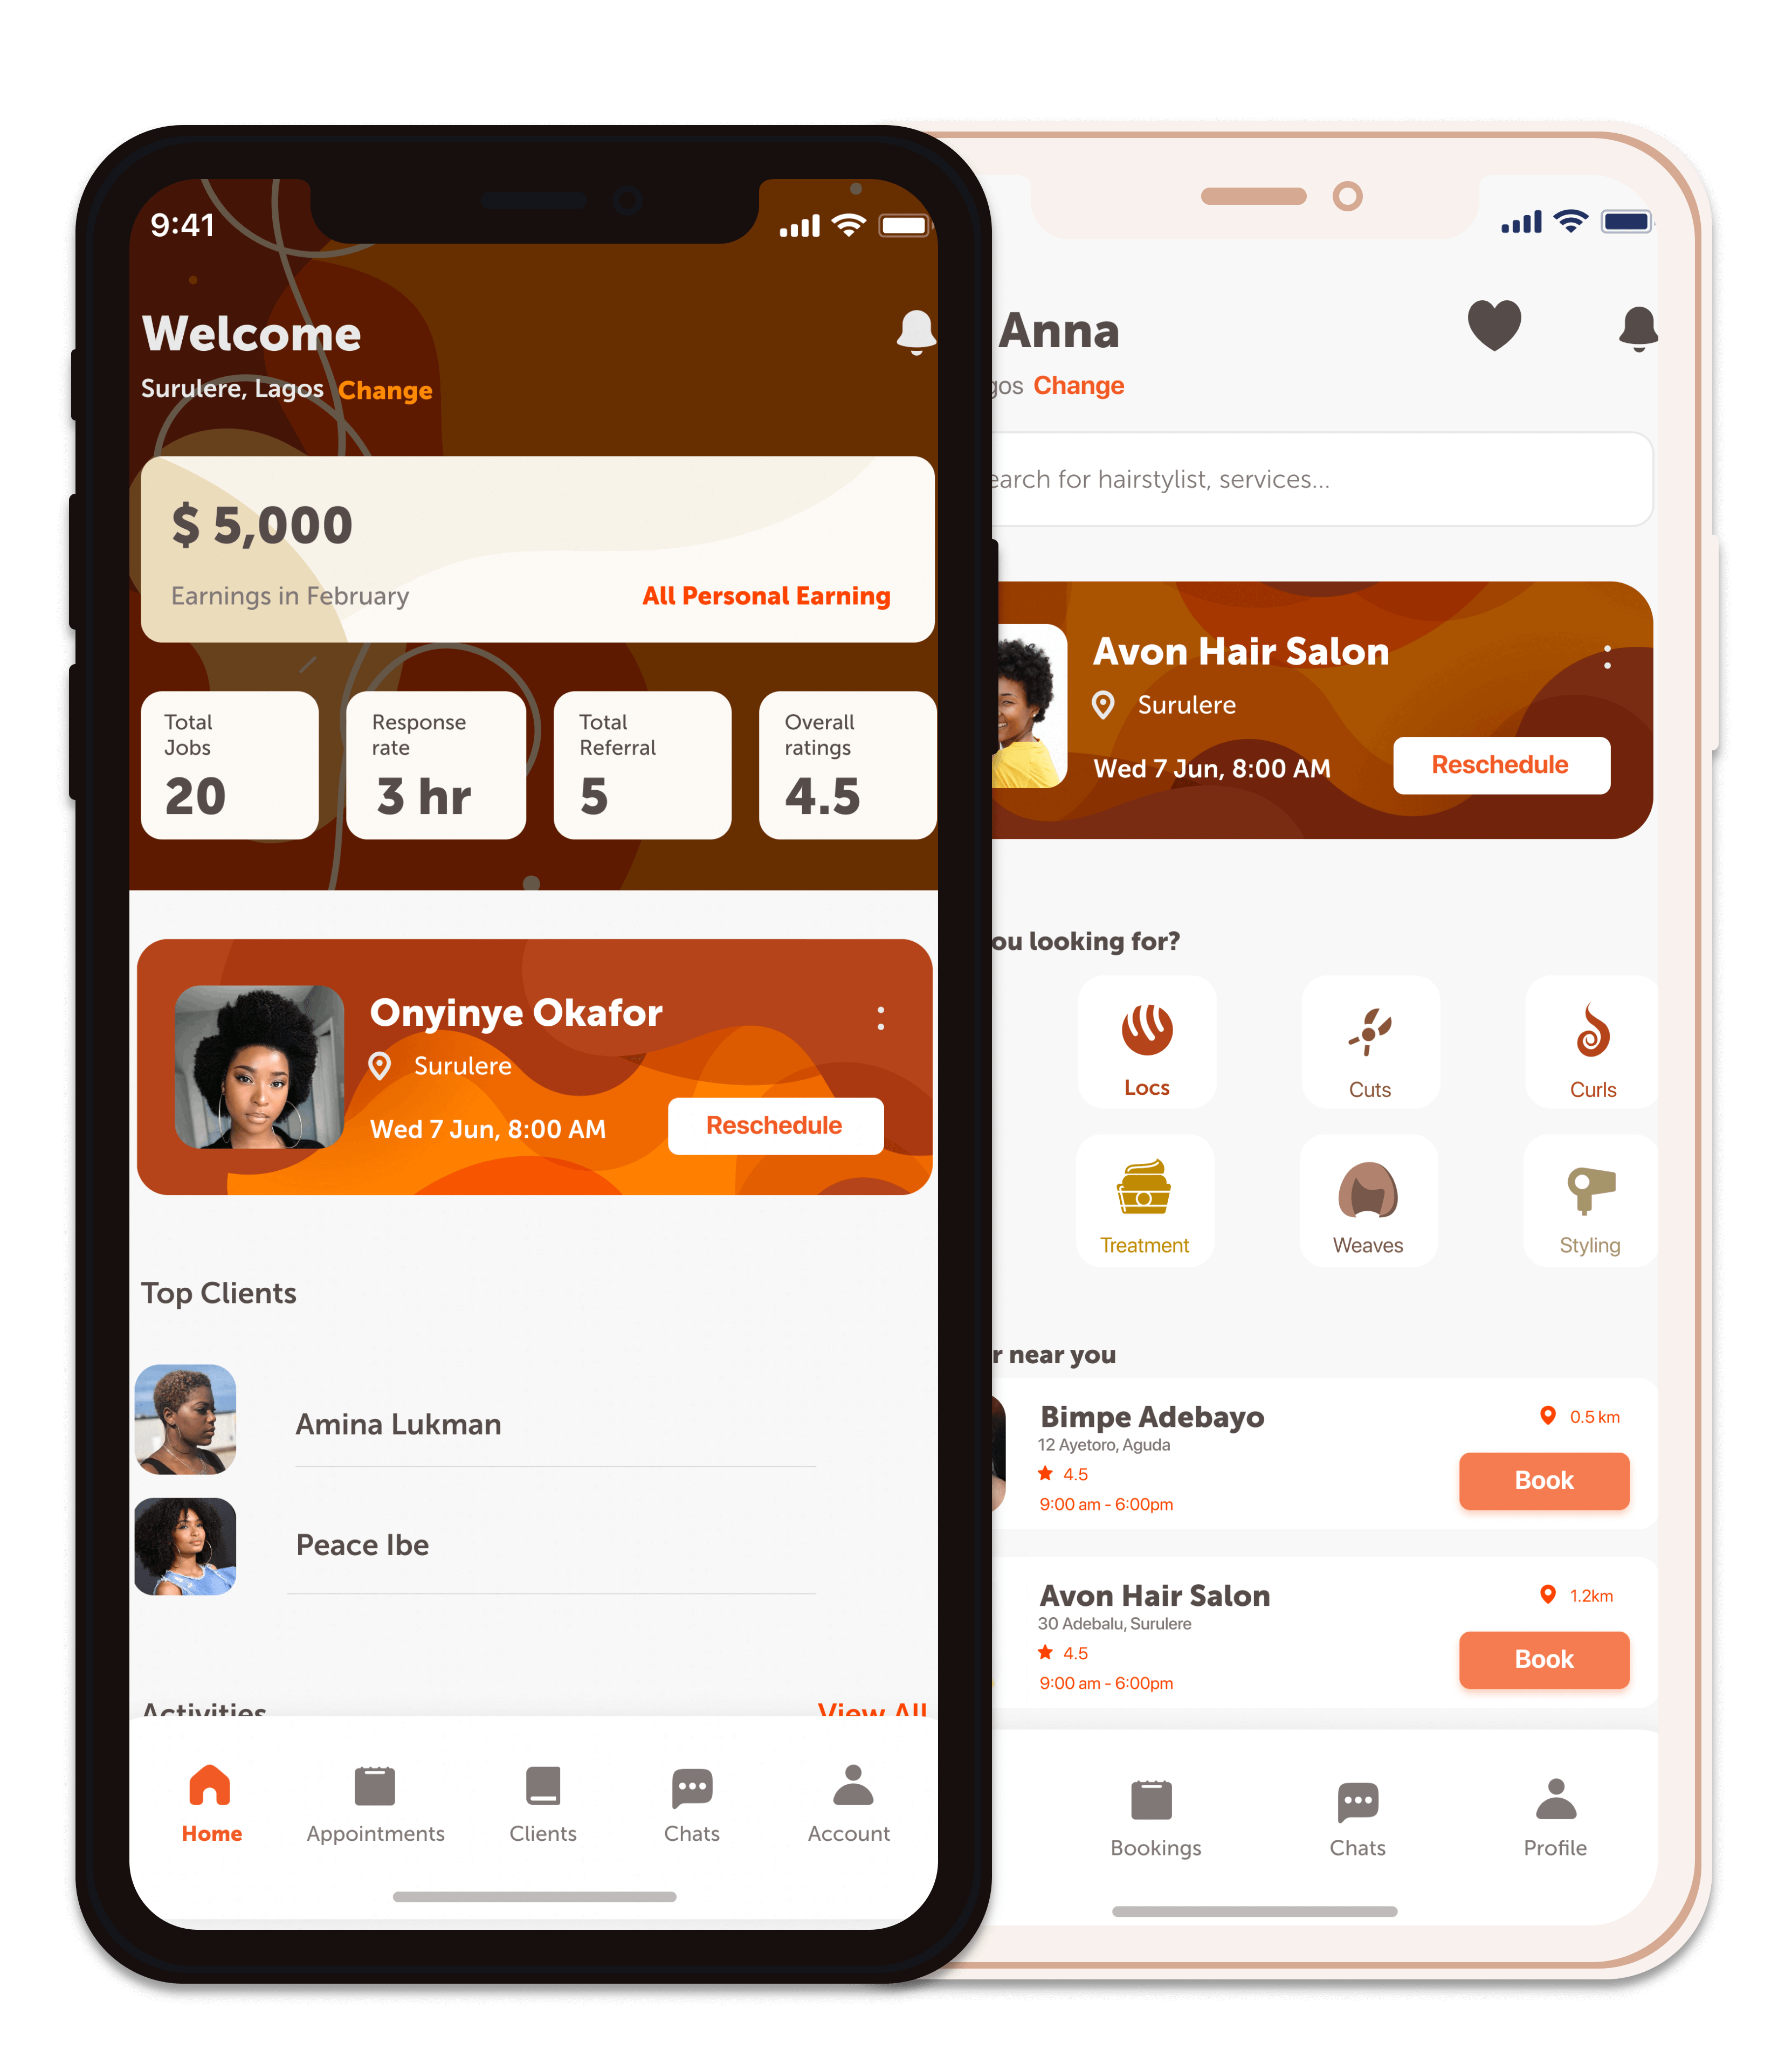 9:41
Welcome
Surulere, Lagos Change
$ 5,000
Earnings in February All Personal Earning
Total Jobs
20
Response rate
3 hr
Total Referral
5
Overall ratings
4.5
Onyinye Okafor
Surulere
Wed 7 Jun, 8:00 AM Reschedule
Top Clients
Amina Lukman
Peace Ibe
Activities View All
Home Appointments Clients Chats Account
Anna
gos Change
earch for hairstylist, services...
Avon Hair Salon
Surulere
Wed 7 Jun, 8:00 AM Reschedule
ou looking for?
Locs Cuts Curls
Treatment Weaves Styling
r near you
Bimpe Adebayo 0.5 km
12 Ayetoro, Aguda
4.5 Book
9:00 am - 6:00pm
Avon Hair Salon 1.2km
30 Adebalu, Surulere
4.5 Book
9:00 am - 6:00pm
Bookings Chats Profile